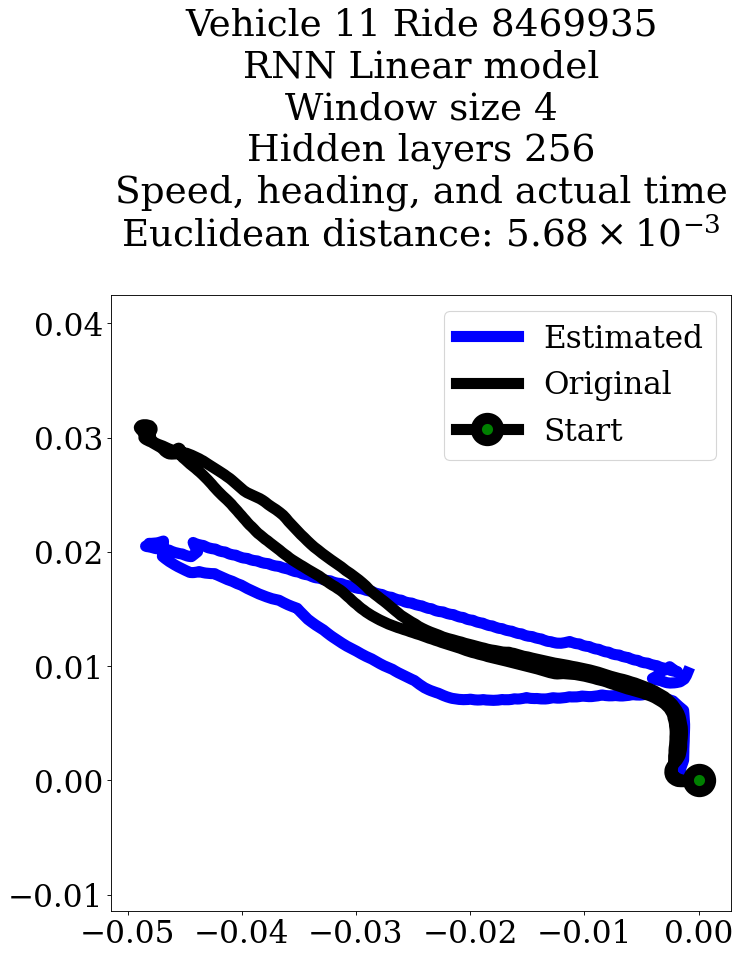 Vehicle 11 Ride 8469935
RNN Linear model
Window size 4
Hidden layers 256
Speed, heading, and actual time
Euclidean distance: 5.68 × 10⁻³
Estimated
Original
Start
0.04
0.03
0.02
0.01
0.00
−0.01
−0.05 −0.04 −0.03 −0.02 −0.01 0.00